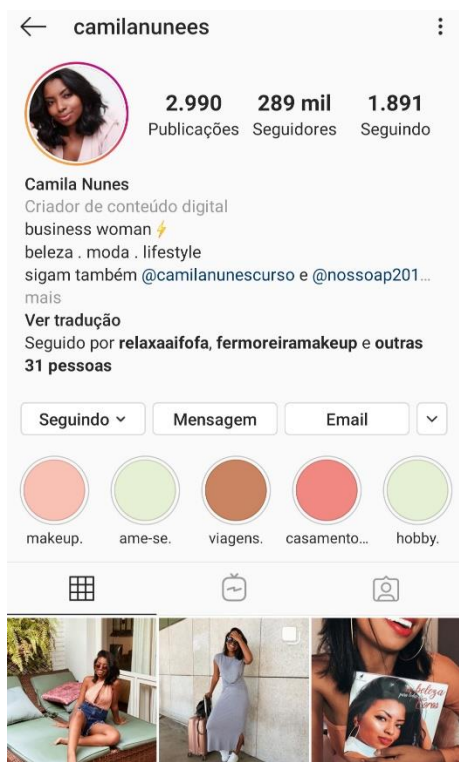 camilanunees
2.990 289 mil 1.891
Publicações Seguidores Seguindo
Camila Nunes
Criador de conteúdo digital
business woman⚡
beleza . moda . lifestyle
sigam também @camilanunescurso e @nossoap201...
mais
Ver tradução
Seguido por relaxaaifofa, fermoreiramakeup e outras
31 pessoas
Seguindo Mensagem Email
makeup. ame-se. viagens. casamento... hobby.
beleza